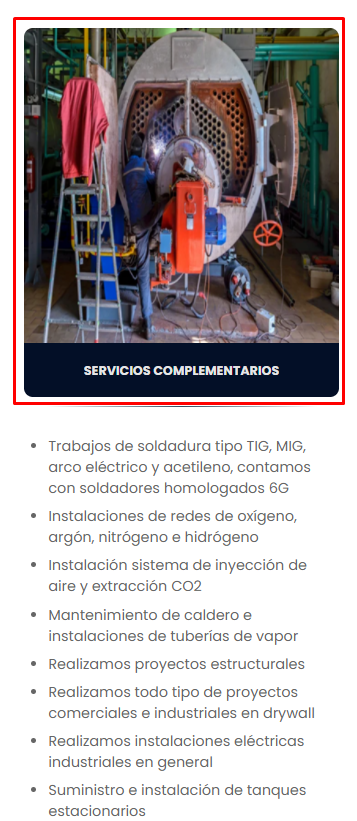 SERVICIOS COMPLEMENTARIOS
• Trabajos de soldadura tipo TIG, MIG,
arco eléctrico y acetileno, contamos
con soldadores homologados 6G
• Instalaciones de redes de oxígeno,
argón, nitrógeno e hidrógeno
• Instalación sistema de inyección de
aire y extracción CO2
• Mantenimiento de caldero e
instalaciones de tuberías de vapor
• Realizamos proyectos estructurales
• Realizamos todo tipo de proyectos
comerciales e industriales en drywall
• Realizamos instalaciones eléctricas
industriales en general
• Suministro e instalación de tanques
estacionarios